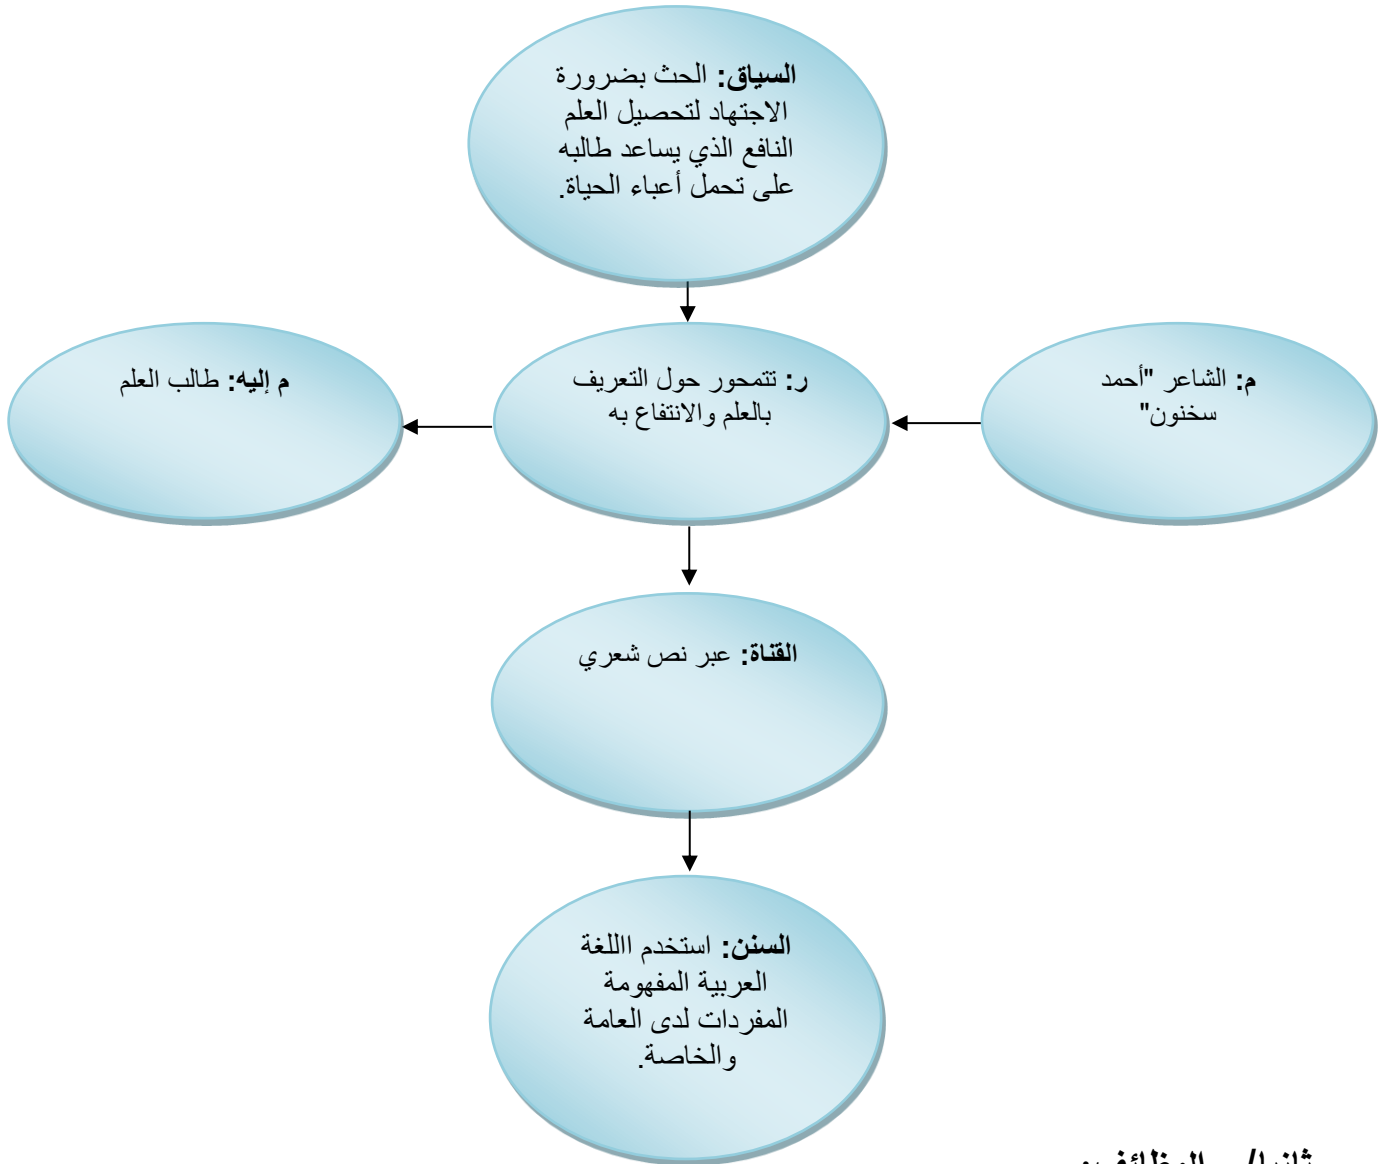 السياق: الحث بضرورة
الاجتهاد لتحصيل العلم
النافع الذي يساعد طالبه
على تحمل أعباء الحياة.
م: الشاعر "أحمد
سخنون"
ر: تتمحور حول التعريف
بالعلم والانتفاع به
م إليه: طالب العلم
القناة: عبر نص شعري
السنن: استخدم االلغة
العربية المفهومة
المفردات لدى العامة
والخاصة.
ثانيا/